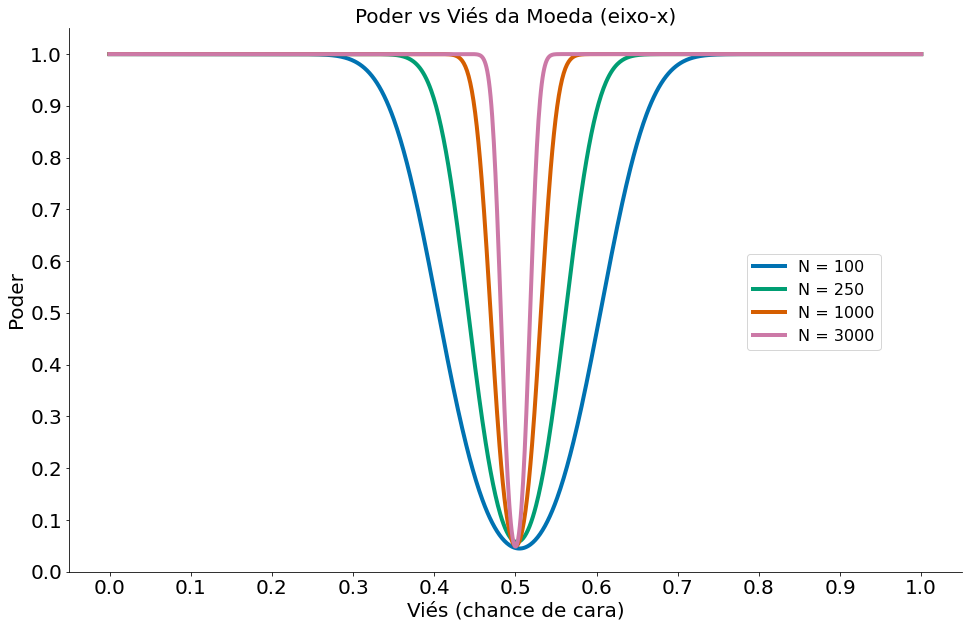 Poder vs Viés da Moeda (eixo-x)
Poder
1.0
0.9
0.8
0.7
0.6
0.5
0.4
0.3
0.2
0.1
0.0
N = 100
N = 250
N = 1000
N = 3000
0.0 0.1 0.2 0.3 0.4 0.5 0.6 0.7 0.8 0.9 1.0
Viés (chance de cara)